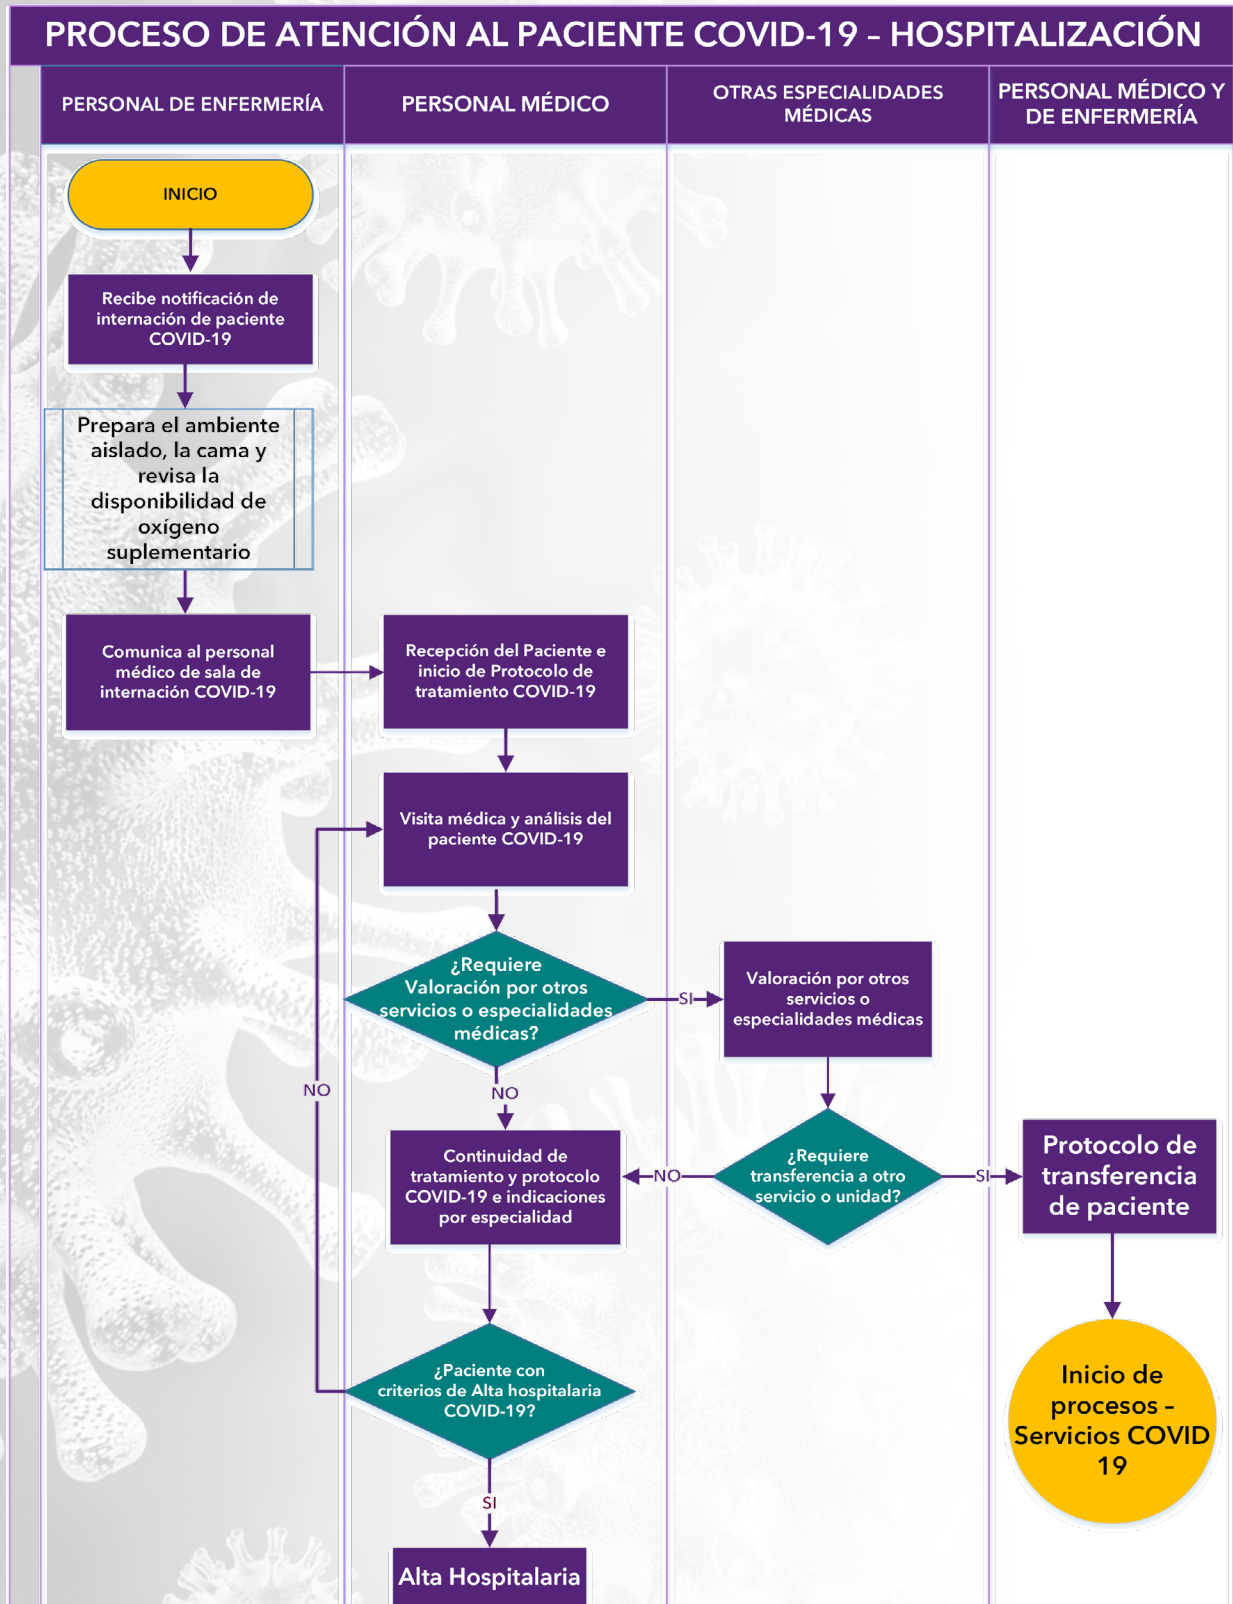 PROCESO DE ATENCIÓN AL PACIENTE COVID-19 – HOSPITALIZACIÓN
PERSONAL DE ENFERMERÍA
PERSONAL MÉDICO
OTRAS ESPECIALIDADES
MÉDICAS
PERSONAL MÉDICO Y
DE ENFERMERÍA
INICIO
Recibe notificación de
internación de paciente
COVID-19
Prepara el ambiente
aislado, la cama y
revisa la
disponibilidad de
oxígeno
suplementario
Comunica al personal
médico de sala de
internación COVID-19
Recepción del Paciente e
inicio de Protocolo de
tratamiento COVID-19
Visita médica y análisis del
paciente COVID-19
¿Requiere
Valoración por otros
servicios o especialidades
médicas?
SI
Valoración por otros
servicios o
especialidades médicas
NO
NO
Continuidad de
tratamiento y protocolo
COVID-19 e indicaciones
por especialidad
NO
¿Requiere
transferencia a otro
servicio o unidad?
SI
Protocolo de
transferencia
de paciente
¿Paciente con
criterios de Alta hospitalaria
COVID-19?
Inicio de
procesos –
Servicios COVID
19
SI
Alta Hospitalaria